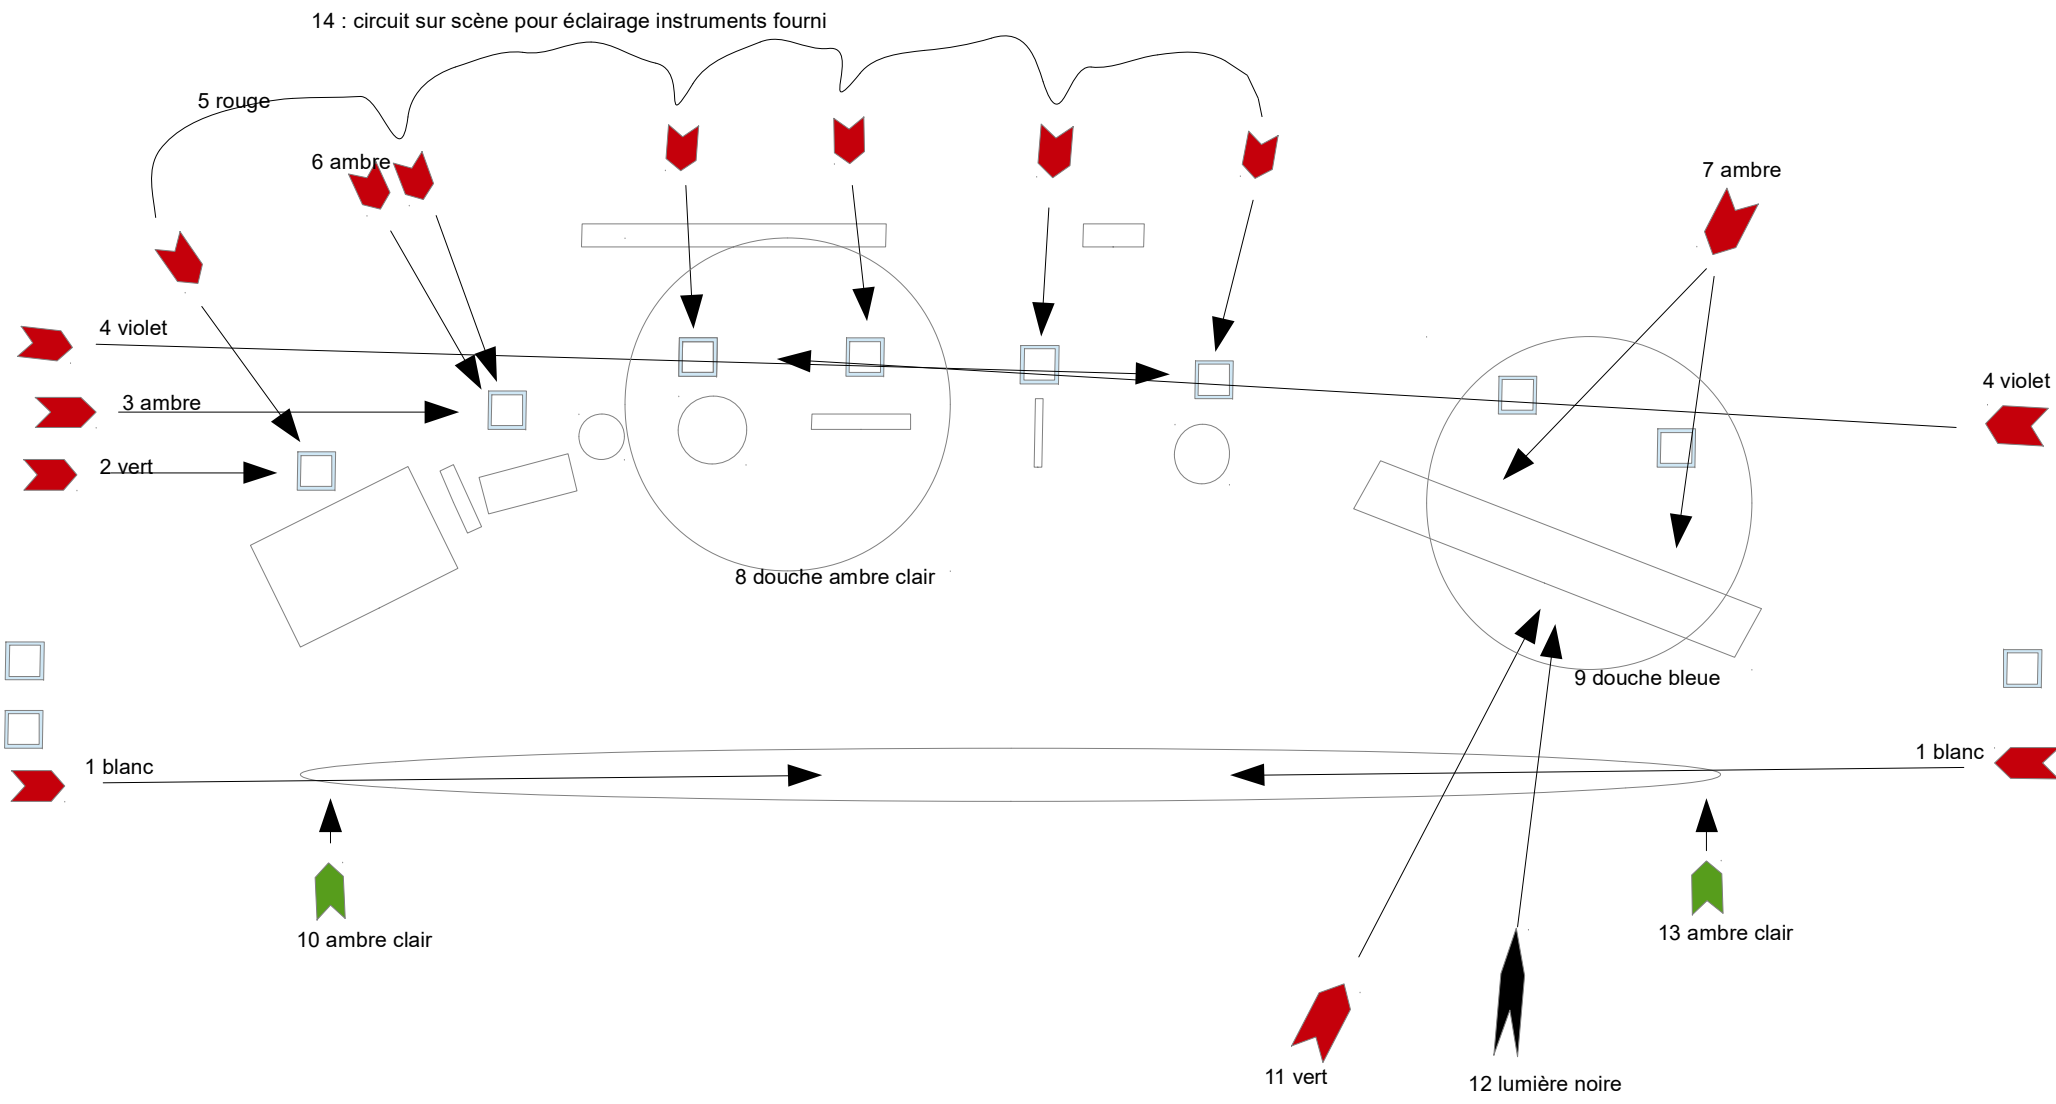 14 : circuit sur scène pour éclairage instruments fourni
5 rouge
6 ambre
7 ambre
4 violet
4 violet
3 ambre
2 vert
8 douche ambre clair
9 douche bleue
1 blanc
1 blanc
10 ambre clair
13 ambre clair
11 vert
12 lumière noire